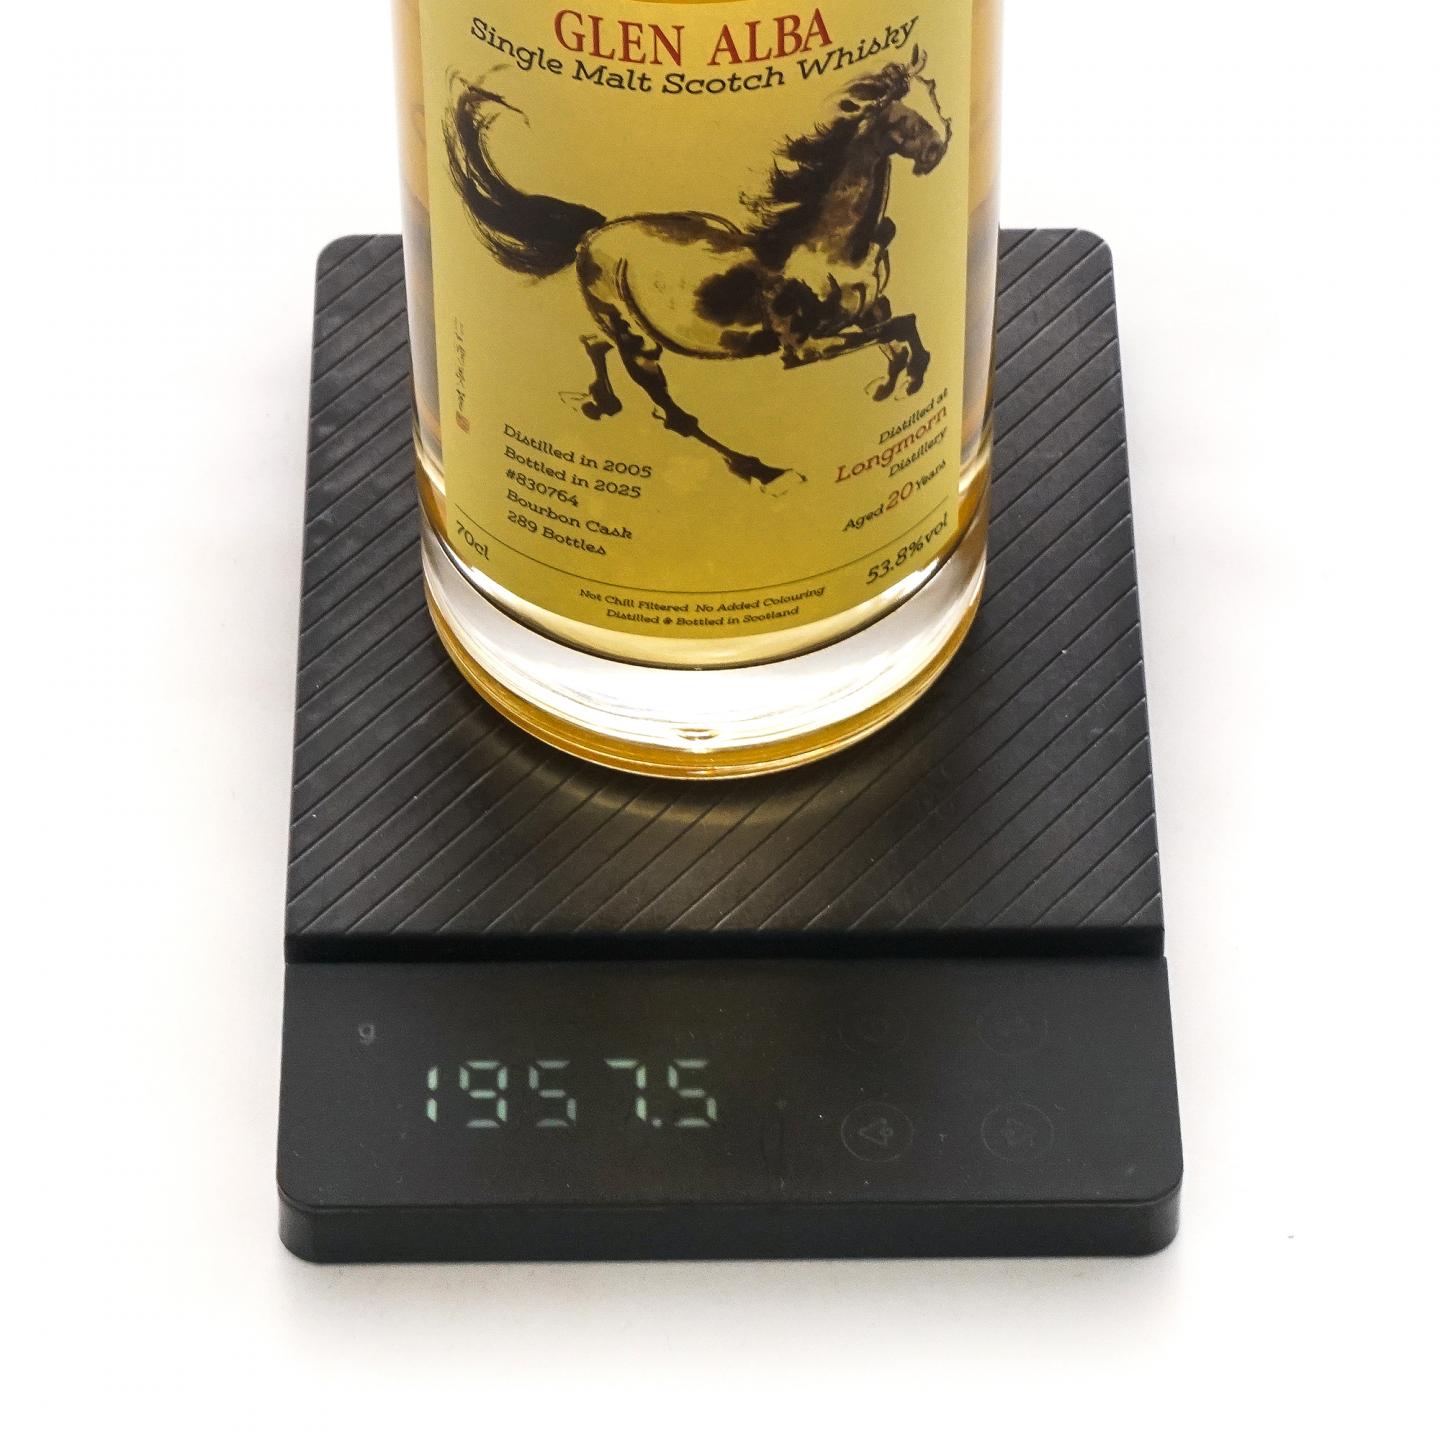 GLEN ALBA
Single Malt Scotch Whisky
Distilled in 2005
Bottled in 2025
#830764
Bourbon Cask
289 Bottles
Distilled at
Longmorn
Distillery
Aged 20 Years
70cl
53.8%vol
Not Chill Filtered No Added Colouring
Distilled & Bottled in Scotland
g
1957.5